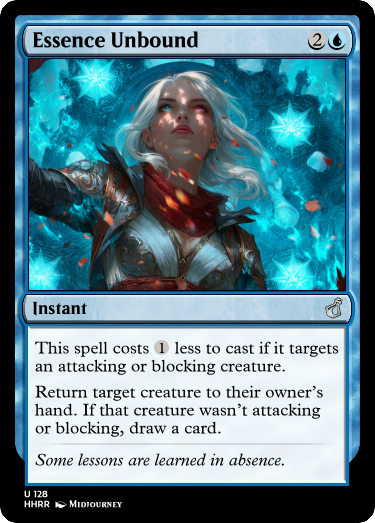 Essence Unbound 2
Instant
This spell costs 1 less to cast if it targets
an attacking or blocking creature.
Return target creature to their owner's
hand. If that creature wasn't attacking
or blocking, draw a card.
Some lessons are learned in absence.
U 128
HHRR Midjourney